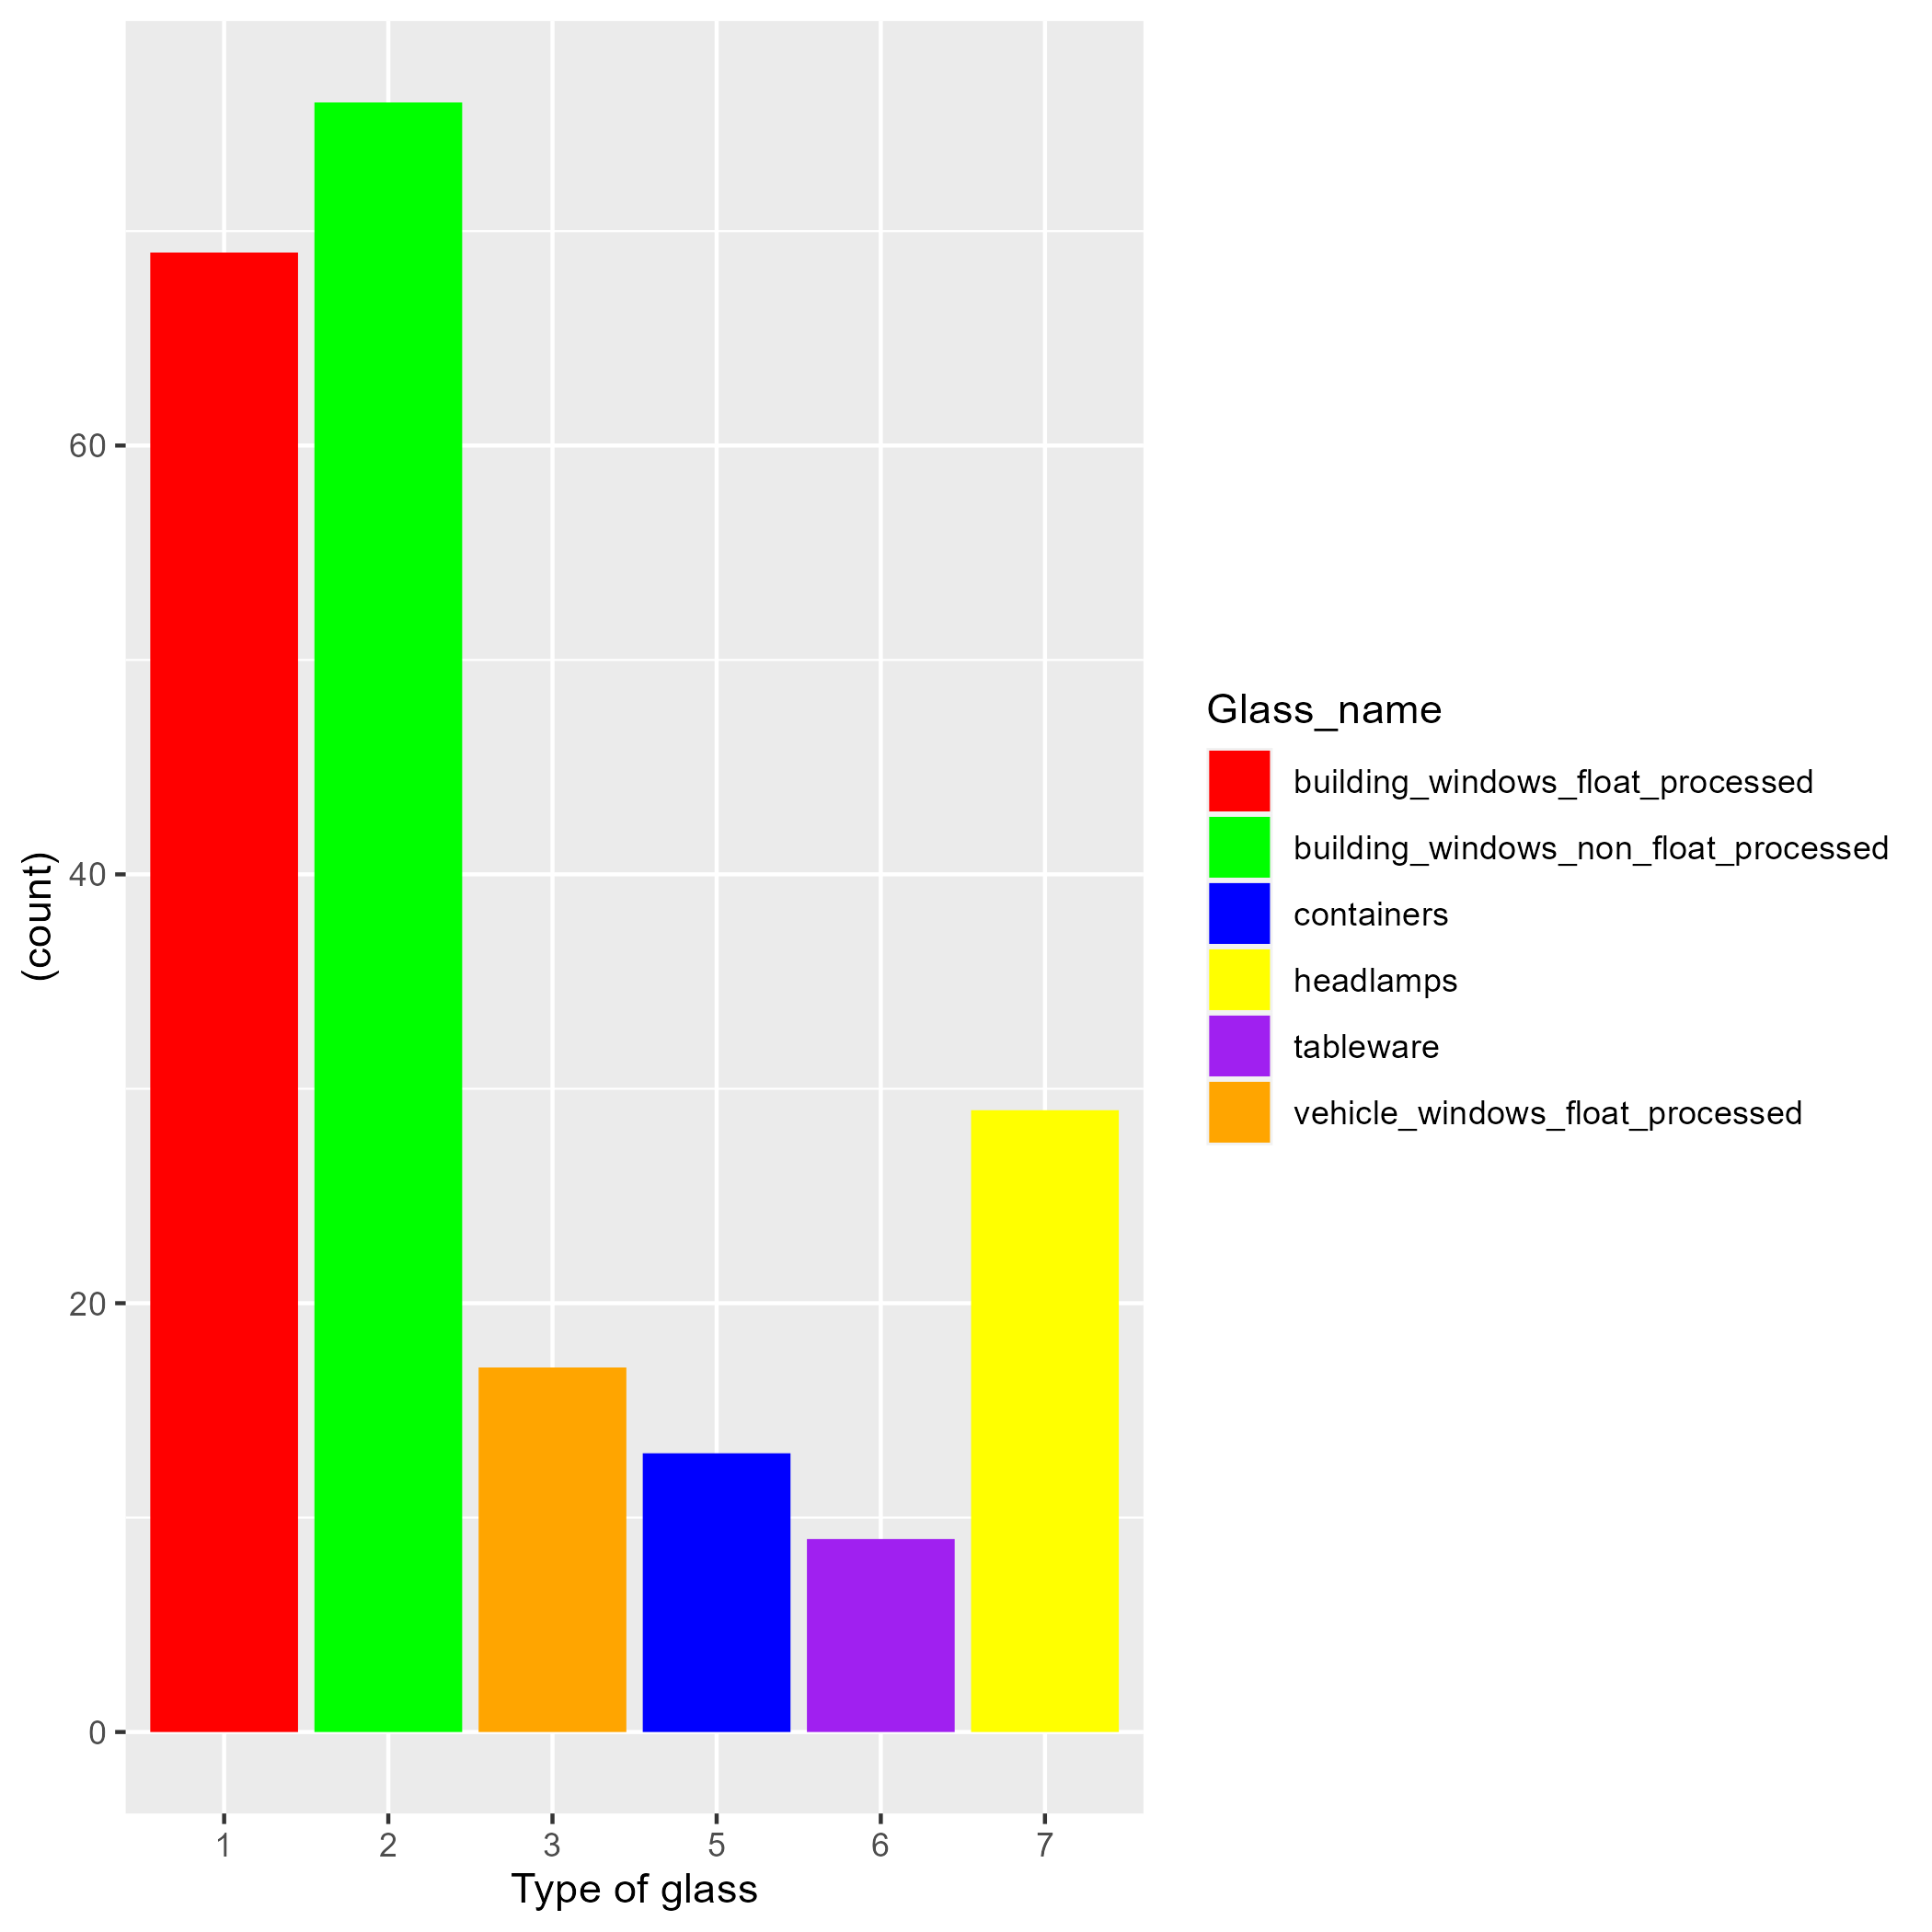 60
40
20
0
(count)
1 2 3 5 6 7
Type of glass
Glass_name
building_windows_float_processed
building_windows_non_float_processed
containers
headlamps
tableware
vehicle_windows_float_processed